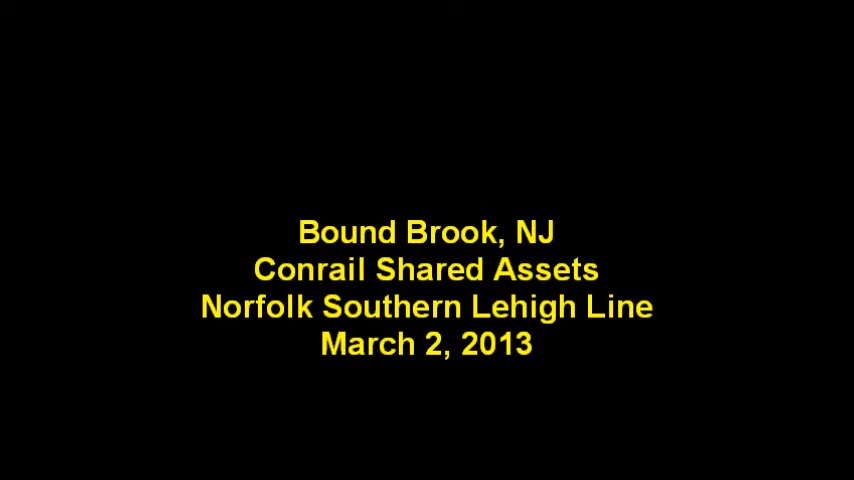 Bound Brook, NJ
Conrail Shared Assets
Norfolk Southern Lehigh Line
March 2, 2013